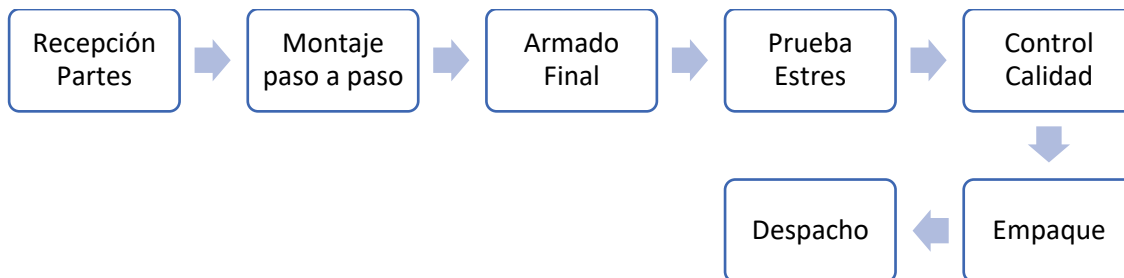 Recepción
Partes
Montaje
paso a paso
Armado
Final
Prueba
Estres
Control
Calidad
Empaque
Despacho